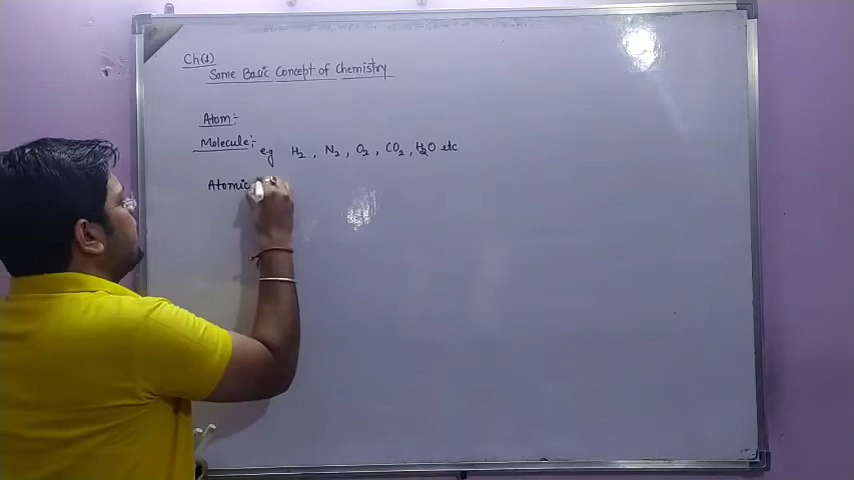 Ch(1)
Some Basic Concept of Chemistry
Atom:-
Molecule:- eg H2, N2, O2, CO2, H2O etc
Atomic